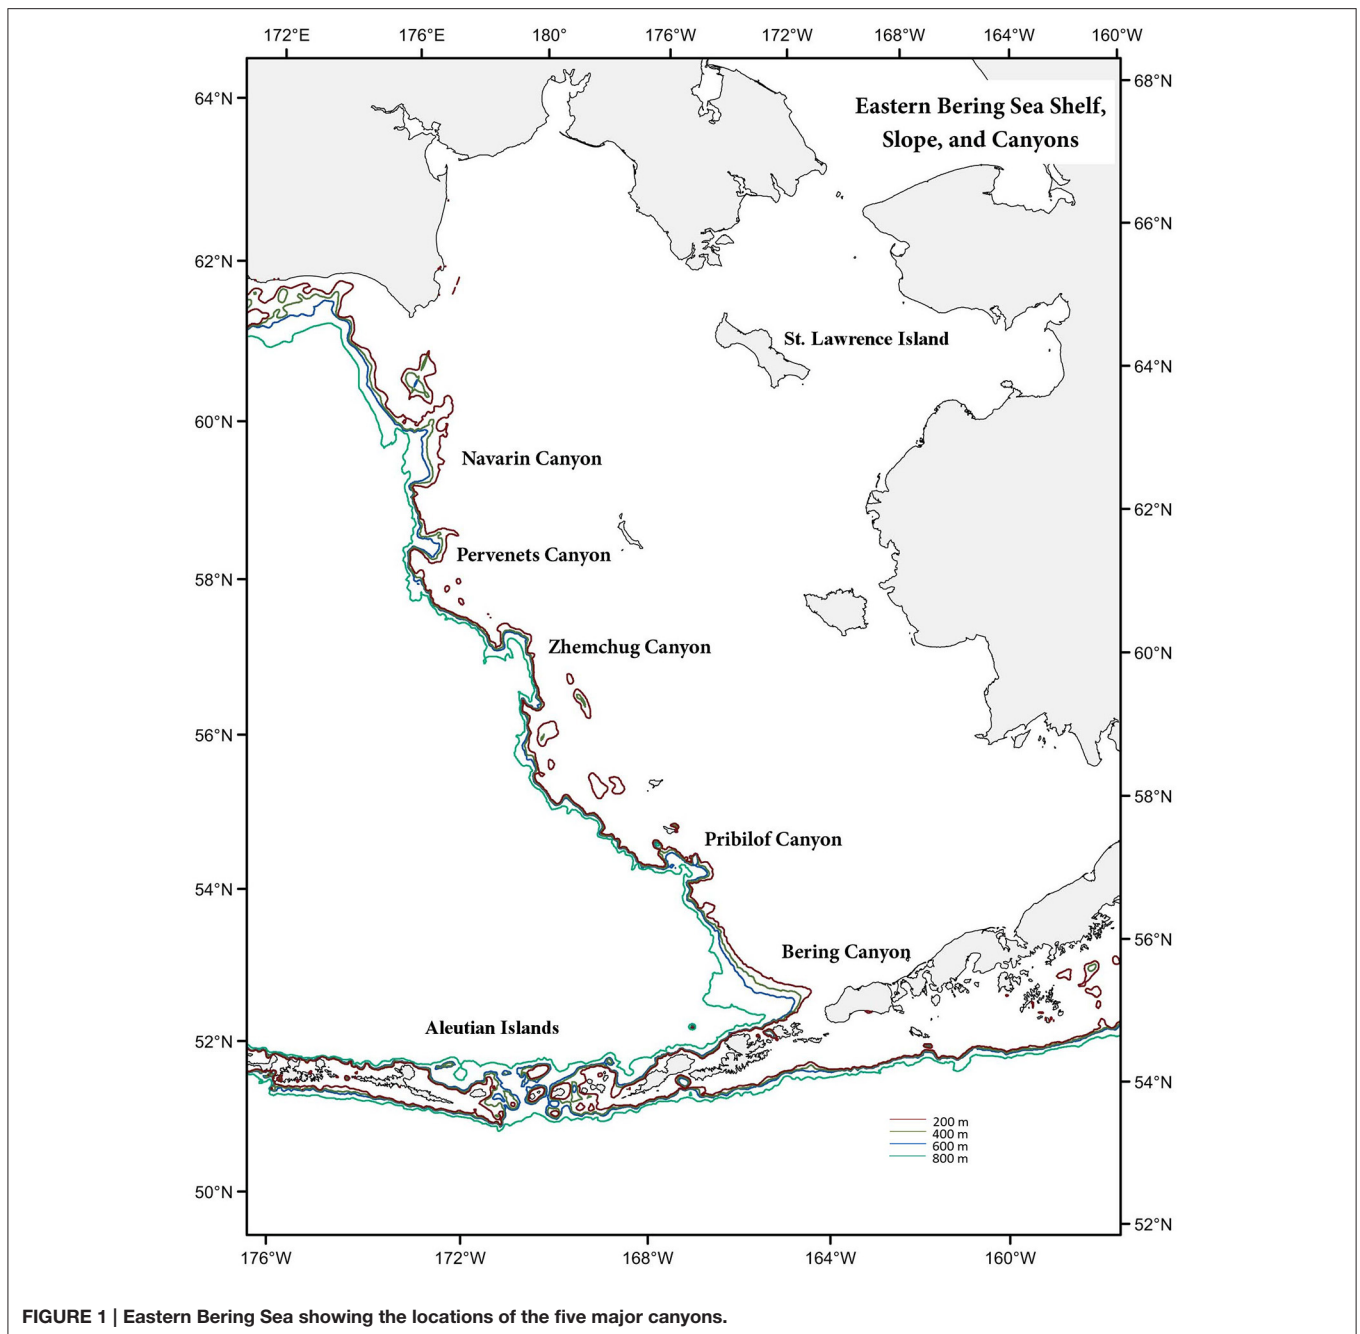 172°E 176°E 180° 176°W 172°W 168°W 164°W 160°W
68°N
64°N
Eastern Bering Sea Shelf,
Slope, and Canyons
66°N
62°N
St. Lawrence Island
64°N
60°N
Navarin Canyon
62°N
Pervenets Canyon
58°N
Zhemchug Canyon
60°N
56°N
58°N
Pribilof Canyon
54°N
56°N
Bering Canyon
Aleutian Islands
52°N
54°N
200 m
400 m
600 m
800 m
50°N
52°N
176°W 172°W 168°W 164°W 160°W
FIGURE 1 | Eastern Bering Sea showing the locations of the five major canyons.